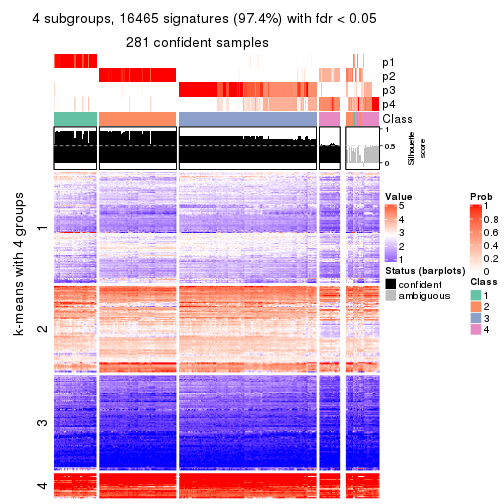 4 subgroups, 16465 signatures (97.4%) with fdr < 0.05
281 confident samples
p1
p2
p3
p4
Class
1
0.5
0
Silhouette
score
k-means with 4 groups
1
2
3
4
Value
5
4
3
2
1
Status (barplots)
confident
ambiguous
Prob
1
0.8
0.6
0.4
0.2
0
Class
1
2
3
4